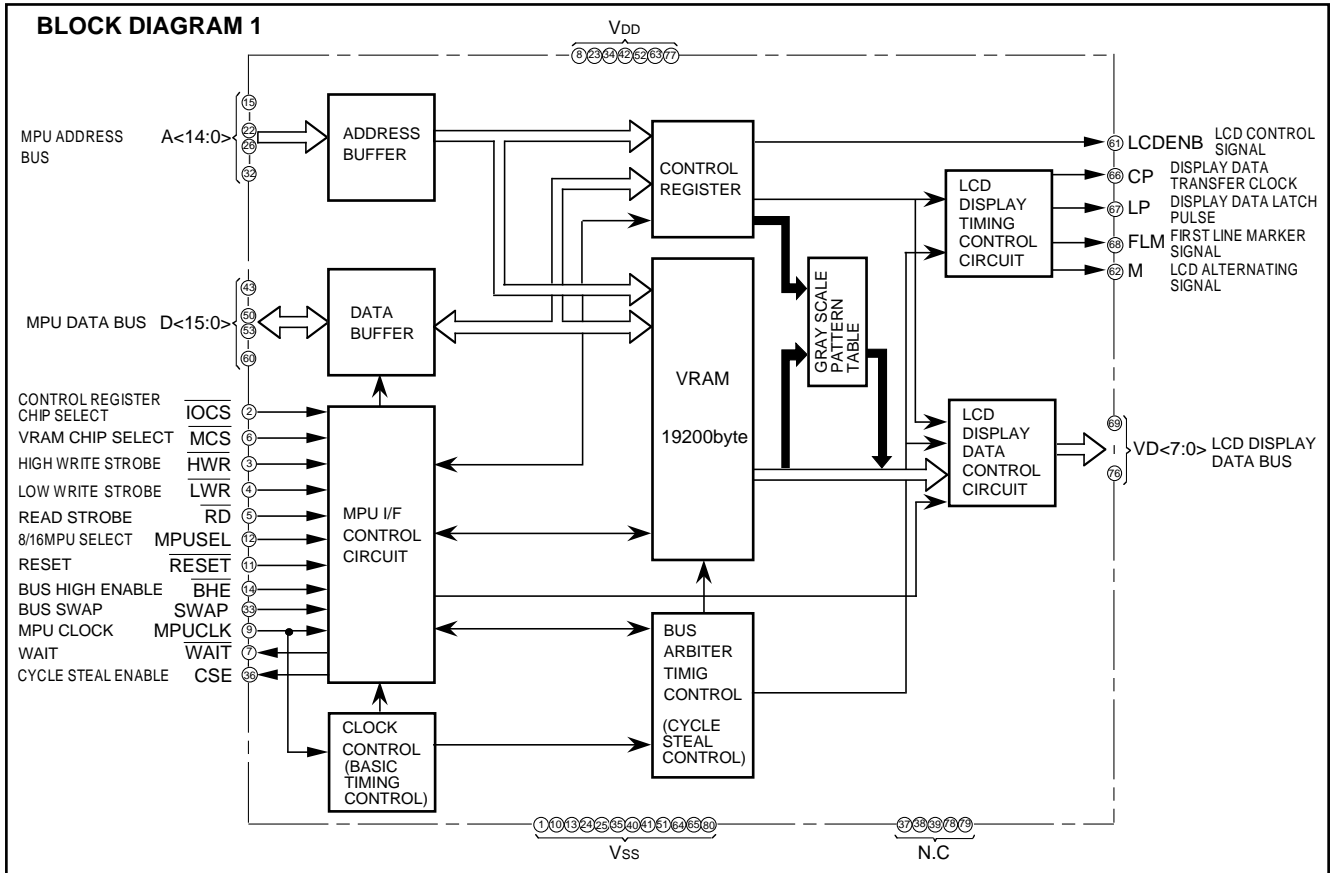 BLOCK DIAGRAM 1
VDD
8 23 34 42 52 63 77
MPU ADDRESS
BUS
A<14:0>
15
22
26
32
ADDRESS
BUFFER
CONTROL
REGISTER
61 LCDENB LCD CONTROL
SIGNAL
LCD
DISPLAY
TIMING
CONTROL
CIRCUIT
66 CP DISPLAY DATA
TRANSFER CLOCK
67 LP DISPLAY DATA LATCH
PULSE
68 FLM FIRST LINE MARKER
SIGNAL
62 M LCD ALTERNATING
SIGNAL
MPU DATA BUS D<15:0>
43
50
53
60
DATA
BUFFER
VRAM
19200byte
GRAY SCALE
PATTERN
TABLE
LCD
DISPLAY
DATA
CONTROL
CIRCUIT
69
76
VD<7:0> LCD DISPLAY
DATA BUS
CONTROL REGISTER
CHIP SELECT IOCS 2
VRAM CHIP SELECT MCS 6
HIGH WRITE STROBE HWR 3
LOW WRITE STROBE LWR 4
READ STROBE RD 5
8/16MPU SELECT MPUSEL 12
RESET RESET 11
BUS HIGH ENABLE BHE 14
BUS SWAP SWAP 33
MPU CLOCK MPUCLK 9
WAIT WAIT 7
CYCLE STEAL ENABLE CSE 36
MPU I/F
CONTROL
CIRCUIT
CLOCK
CONTROL
(BASIC
TIMING
CONTROL)
BUS
ARBITER
TIMIG
CONTROL
(CYCLE
STEAL
CONTROL)
1 10 13 24 25 35 40 41 51 64 65 80
VSS
37 38 39 78 79
N.C